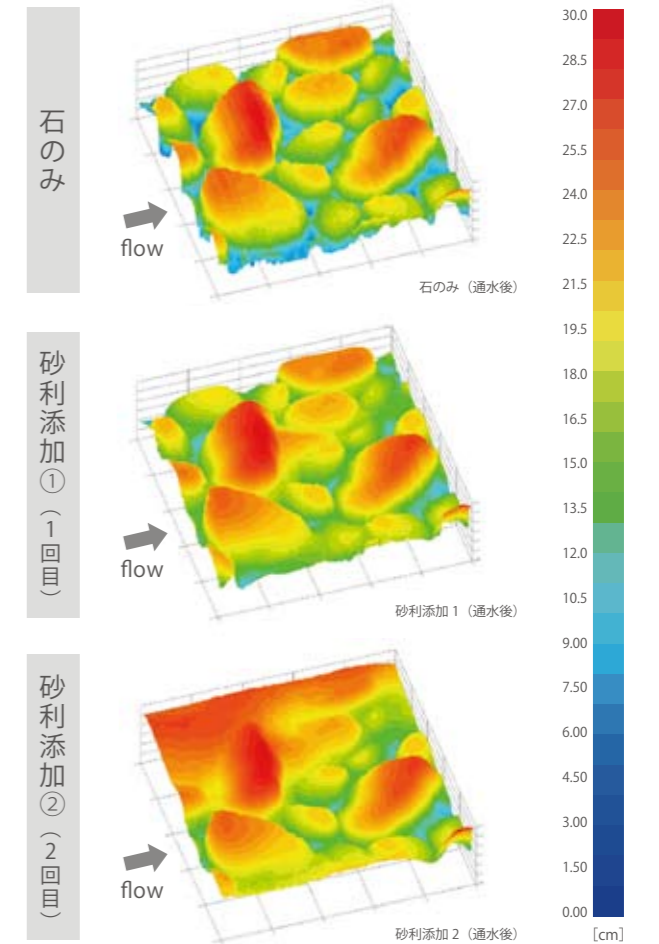 石のみ
flow
石のみ（通水後）
砂利添加①（1回目）
flow
砂利添加 1（通水後）
砂利添加②（2回目）
flow
砂利添加 2（通水後）
30.0
28.5
27.0
25.5
24.0
22.5
21.5
19.5
18.0
16.5
15.0
13.5
12.0
10.5
9.00
7.50
6.00
4.50
3.00
1.50
0.00
[cm]